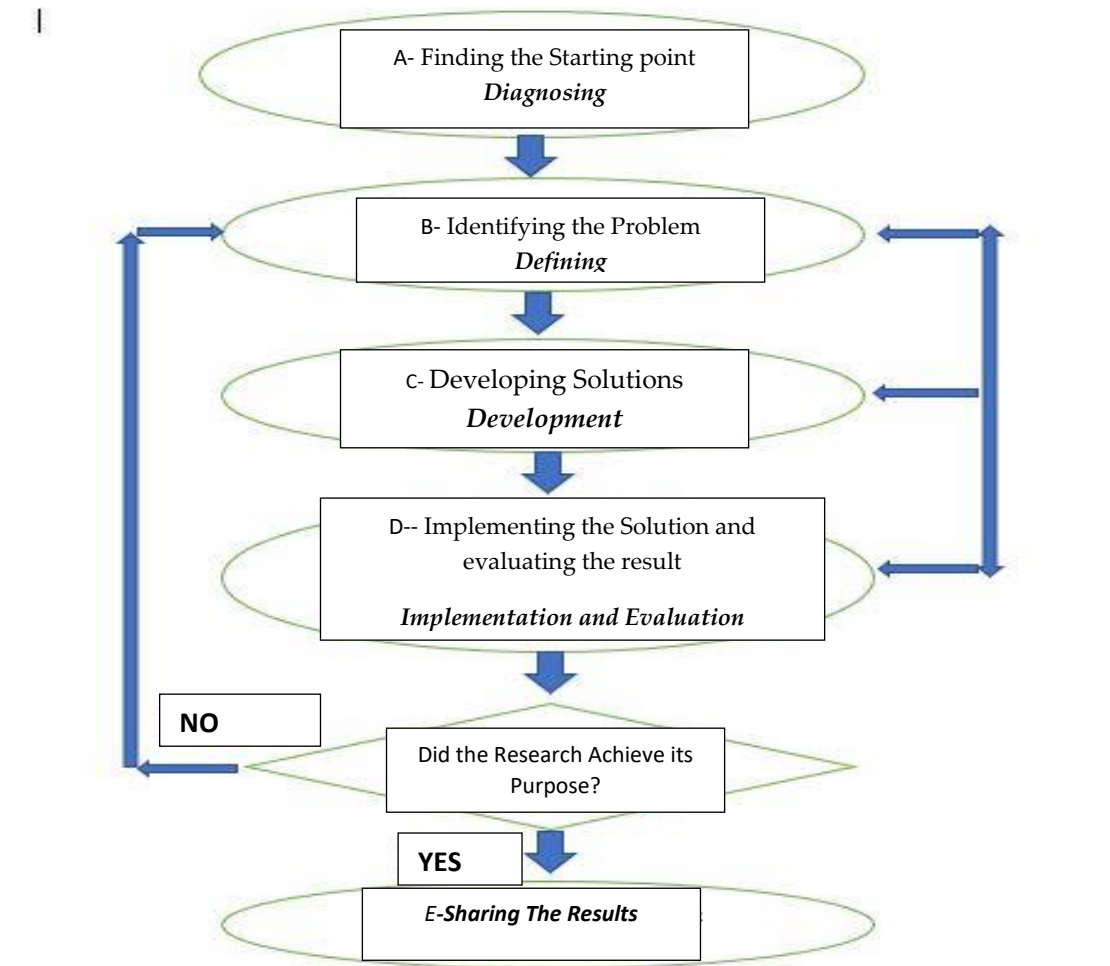 A- Finding the Starting point
Diagnosing
B- Identifying the Problem
Defining
C- Developing Solutions
Development
D-- Implementing the Solution and
evaluating the result
Implementation and Evaluation
NO
Did the Research Achieve its
Purpose?
YES
E-Sharing The Results